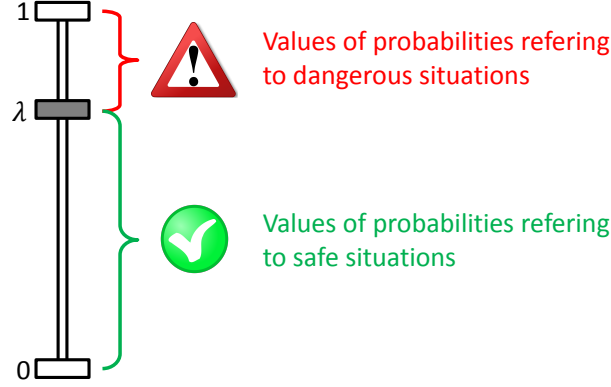 1
Values of probabilities refering
to dangerous situations
λ
Values of probabilities refering
to safe situations
0